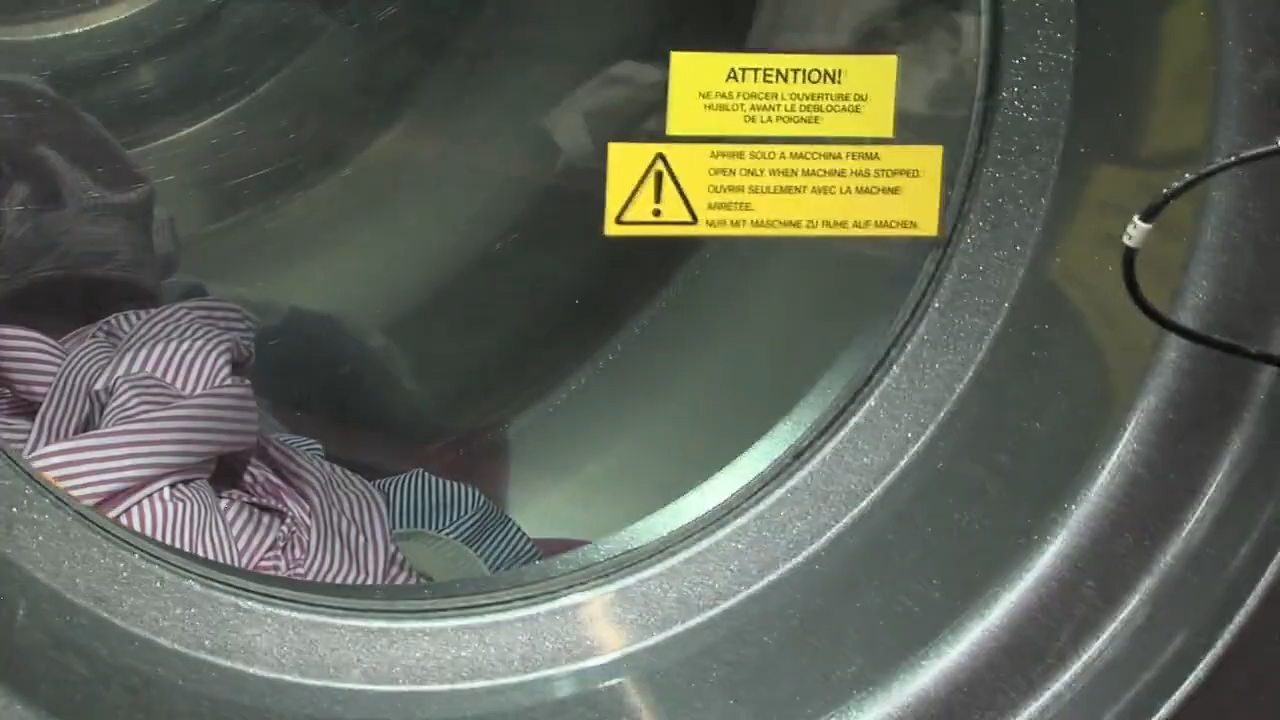 ATTENTION!
NE PAS FORCER L'OUVERTURE DU
HUBLOT, AVANT LE DEBLOCAGE
DE LA POIGNÉE
APRIRE SOLO A MACCHINA FERMA.
OPEN ONLY WHEN MACHINE HAS STOPPED.
OUVRIR SEULEMENT AVEC LA MACHINE
ARRÊTÉE.
NUR MIT MASCHINE ZU RUHE AUF MACHEN.